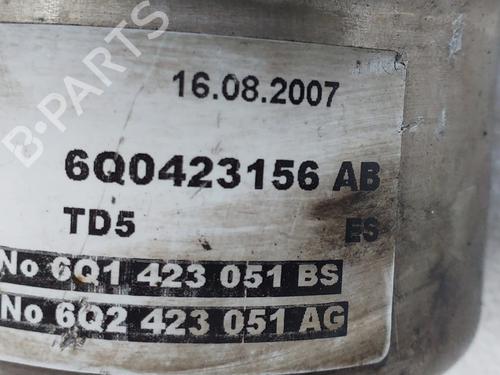 B-PARTS
16.08.2007
6Q0423156 AB
TD5 ES
No 6Q1 423 051 BS
No 6Q2 423 051 AG